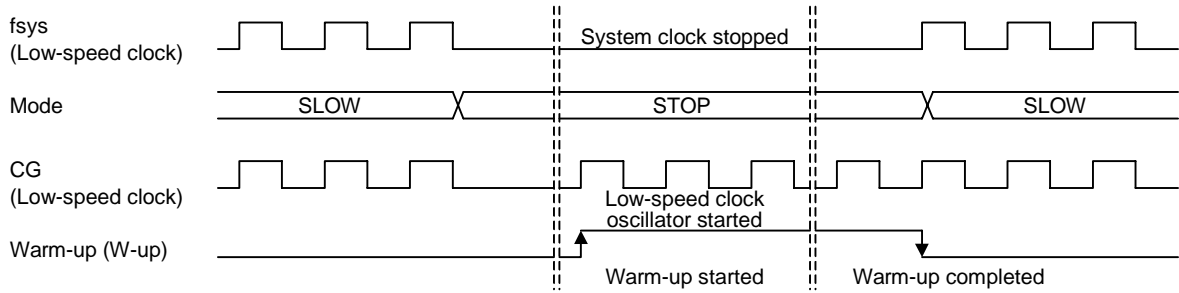 fsys
(Low-speed clock)
System clock stopped
Mode
SLOW
STOP
SLOW
CG
(Low-speed clock)
Low-speed clock
oscillator started
Warm-up (W-up)
Warm-up started
Warm-up completed